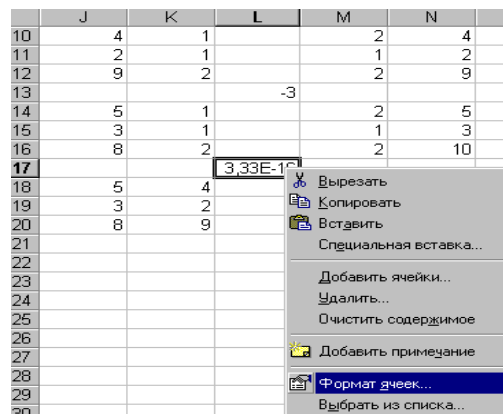 J K L M N
10 4 1 2 4
11 2 1 1 2
12 9 2 2 9
13 -3
14 5 1 2 5
15 3 1 1 3
16 8 2 2 10
17 3,33E-16
18 5 4
19 3 2
20 8 9
21
22
23
24
25
26
27
28
29
30
Вырезать
Копировать
Вставить
Специальная вставка...
Добавить ячейки...
Удалить...
Очистить содержимое
Добавить примечание
Формат ячеек...
Выбрать из списка...